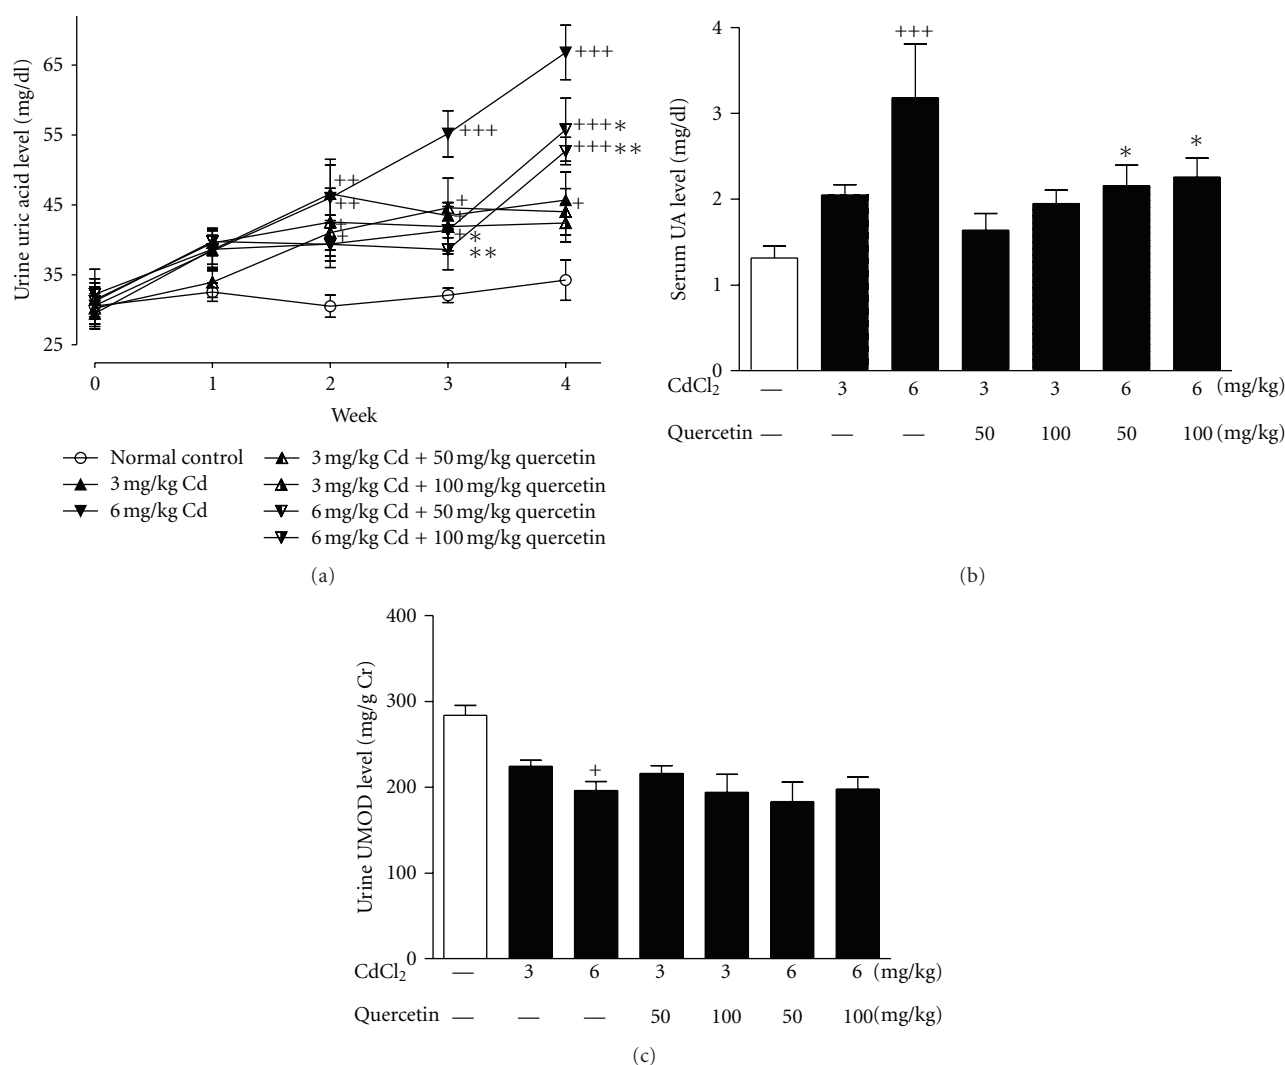 Urine uric acid level (mg/dl)
65
55
45
35
25
+++
+++
+++*
+++**
++
++
+
+
+
+
+*
**
+
0 1 2 3 4
Week
Normal control
3 mg/kg Cd
6 mg/kg Cd
3 mg/kg Cd + 50 mg/kg quercetin
3 mg/kg Cd + 100 mg/kg quercetin
6 mg/kg Cd + 50 mg/kg quercetin
6 mg/kg Cd + 100 mg/kg quercetin
(a)
Serum UA level (mg/dl)
4
3
2
1
0
+++
*
*
CdCl₂ — 3 6 3 3 6 6 (mg/kg)
Quercetin — — — 50 100 50 100 (mg/kg)
(b)
Urine UMOD level (mg/g Cr)
400
300
200
100
0
+
CdCl₂ — 3 6 3 3 6 6 (mg/kg)
Quercetin — — — 50 100 50 100 (mg/kg)
(c)